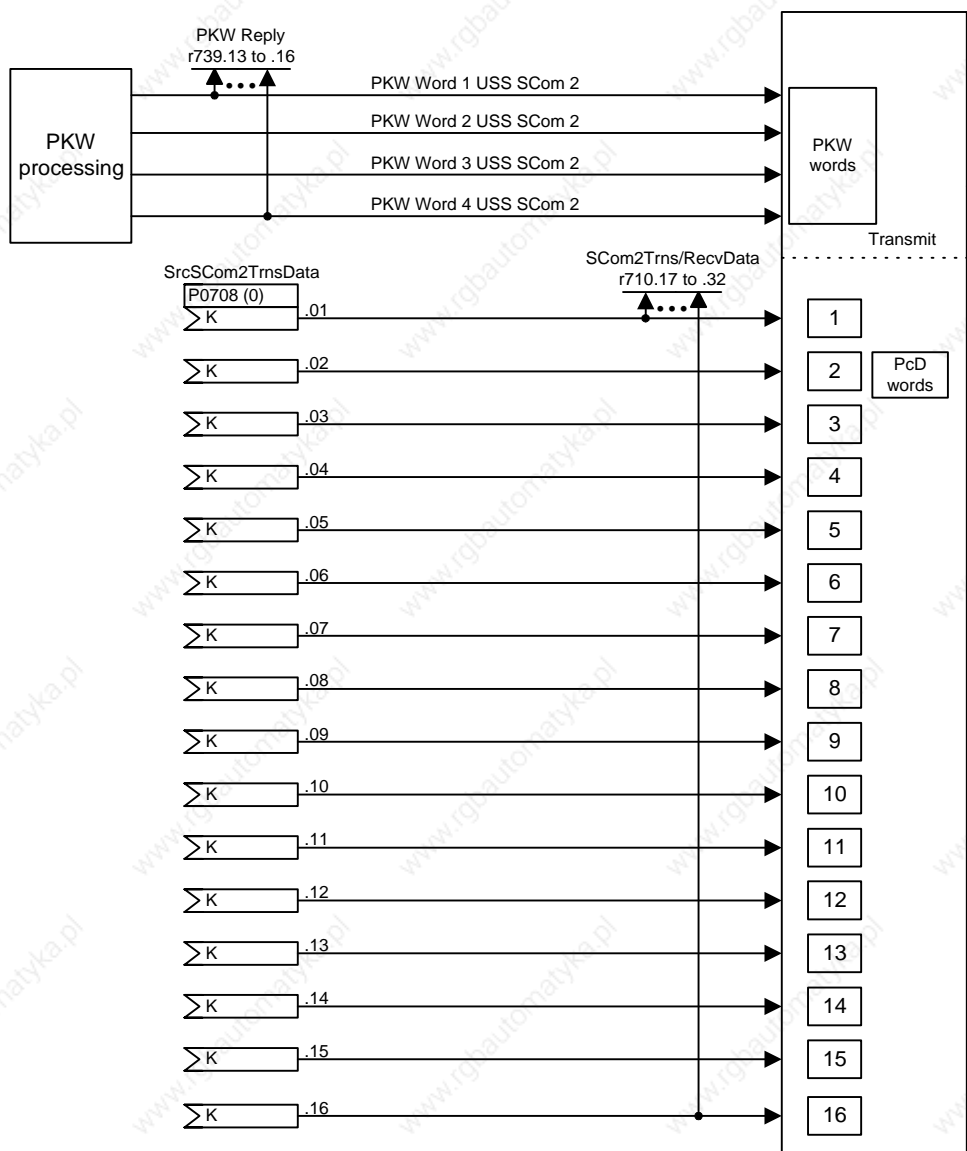 PKW Reply
r739.13 to .16
PKW processing
PKW Word 1 USS SCom 2
PKW Word 2 USS SCom 2
PKW Word 3 USS SCom 2
PKW Word 4 USS SCom 2
PKW
words
Transmit
SrcSCom2TrnsData
P0708 (0)
SCom2Trns/RecvData
r710.17 to .32
K .01 1
K .02 2
PcD
words
K .03 3
K .04 4
K .05 5
K .06 6
K .07 7
K .08 8
K .09 9
K .10 10
K .11 11
K .12 12
K .13 13
K .14 14
K .15 15
K .16 16
www.rgbautomatyka.pl